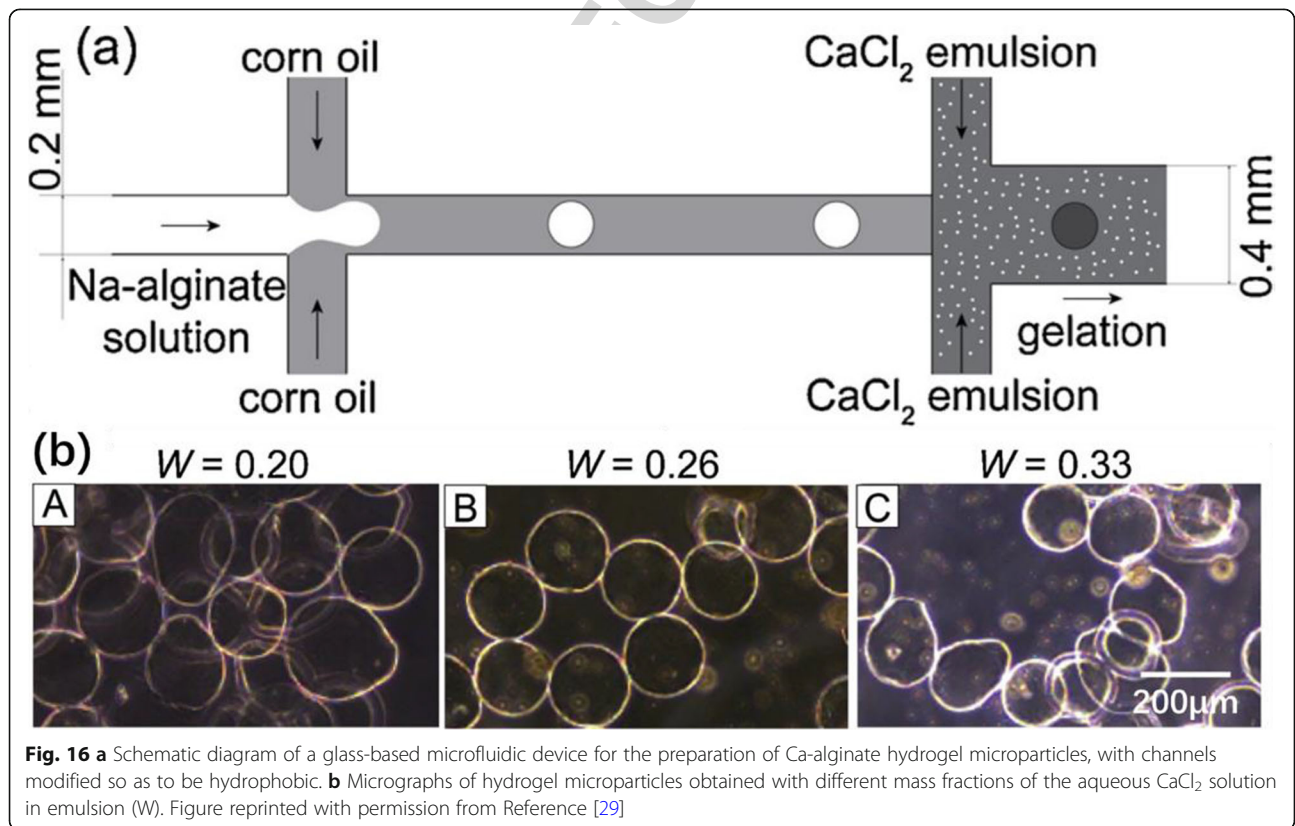 (a)
corn oil
CaCl₂ emulsion
0.2 mm
0.4 mm
Na-alginate
solution
gelation
corn oil
CaCl₂ emulsion
(b)
W = 0.20
W = 0.26
W = 0.33
A
B
C
200μm
Fig. 16 a Schematic diagram of a glass-based microfluidic device for the preparation of Ca-alginate hydrogel microparticles, with channels
modified so as to be hydrophobic. b Micrographs of hydrogel microparticles obtained with different mass fractions of the aqueous CaCl₂ solution
in emulsion (W). Figure reprinted with permission from Reference [29]